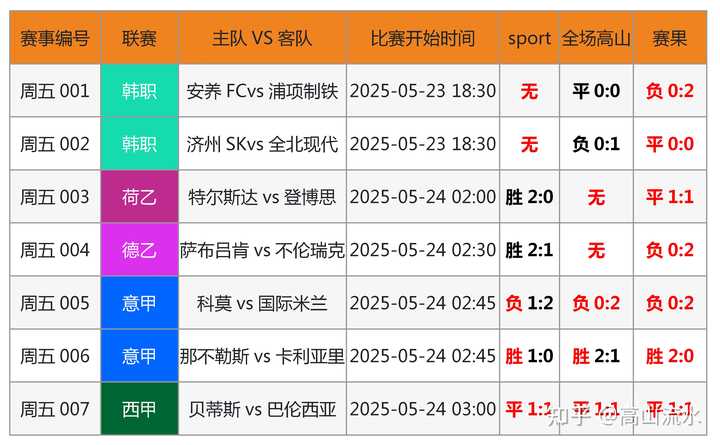 赛事编号 联赛 主队 VS 客队 比赛开始时间 sport 全场高山 赛果
周五 001 韩职 安养 FCvs 浦项制铁 2025-05-23 18:30 无 平 0:0 负 0:2
周五 002 韩职 济州 SKvs 全北现代 2025-05-23 18:30 无 负 0:1 平 0:0
周五 003 荷乙 特尔斯达 vs 登博思 2025-05-24 02:00 胜 2:0 无 平 1:1
周五 004 德乙 萨布吕肯 vs 不伦瑞克 2025-05-24 02:30 胜 2:1 无 负 0:2
周五 005 意甲 科莫 vs 国际米兰 2025-05-24 02:45 负 1:2 负 0:2 负 0:2
周五 006 意甲 那不勒斯 vs 卡利亚里 2025-05-24 02:45 胜 1:0 胜 2:1 胜 2:0
周五 007 西甲 贝蒂斯 vs 巴伦西亚 2025-05-24 03:00 平 1:1 平 1:1 平 1:1
知乎 @高山流水